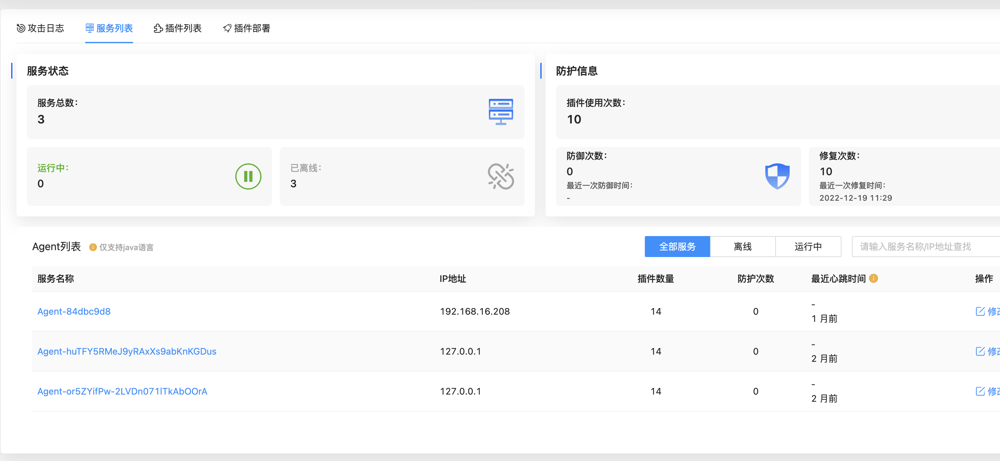 攻击日志 服务列表 插件列表 插件部署
服务状态
服务总数：
3
运行中：
0
已离线：
3
防护信息
插件使用次数：
10
防御次数：
0
最近一次防御时间：
-
修复次数：
10
最近一次修复时间：
2022-12-19 11:29
Agent列表 仅支持java语言
全部服务 离线 运行中 请输入服务名称/IP地址查找
服务名称 IP地址 插件数量 防护次数 最近心跳时间 操作
Agent-84dbc9d8 192.168.16.208 14 0 -
1 月前 修改
Agent-huTFY5RMeJ9yRAxXs9abKnKGDus 127.0.0.1 14 0 -
2 月前 修改
Agent-or5ZYifPw-2LVDn071lTkAbOOrA 127.0.0.1 14 0 -
2 月前 修改